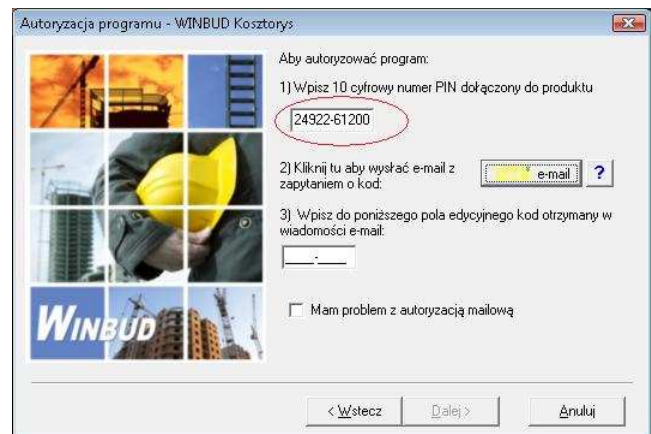 Autoryzacja programu - WINBUD Kosztorys
Aby autoryzować program:
1) Wpisz 10 cyfrowy numer PIN dołączony do produktu
24922-61200
2) Kliknij tu aby wysłać e-mail z
zapytaniem o kod:
e-mail
?
3) Wpisz do poniższego pola edycyjnego kod otrzymany w
wiadomości e-mail:
____-____
Mam problem z autoryzacją mailową
WINBUD
< Wstecz
Dalej >
Anuluj